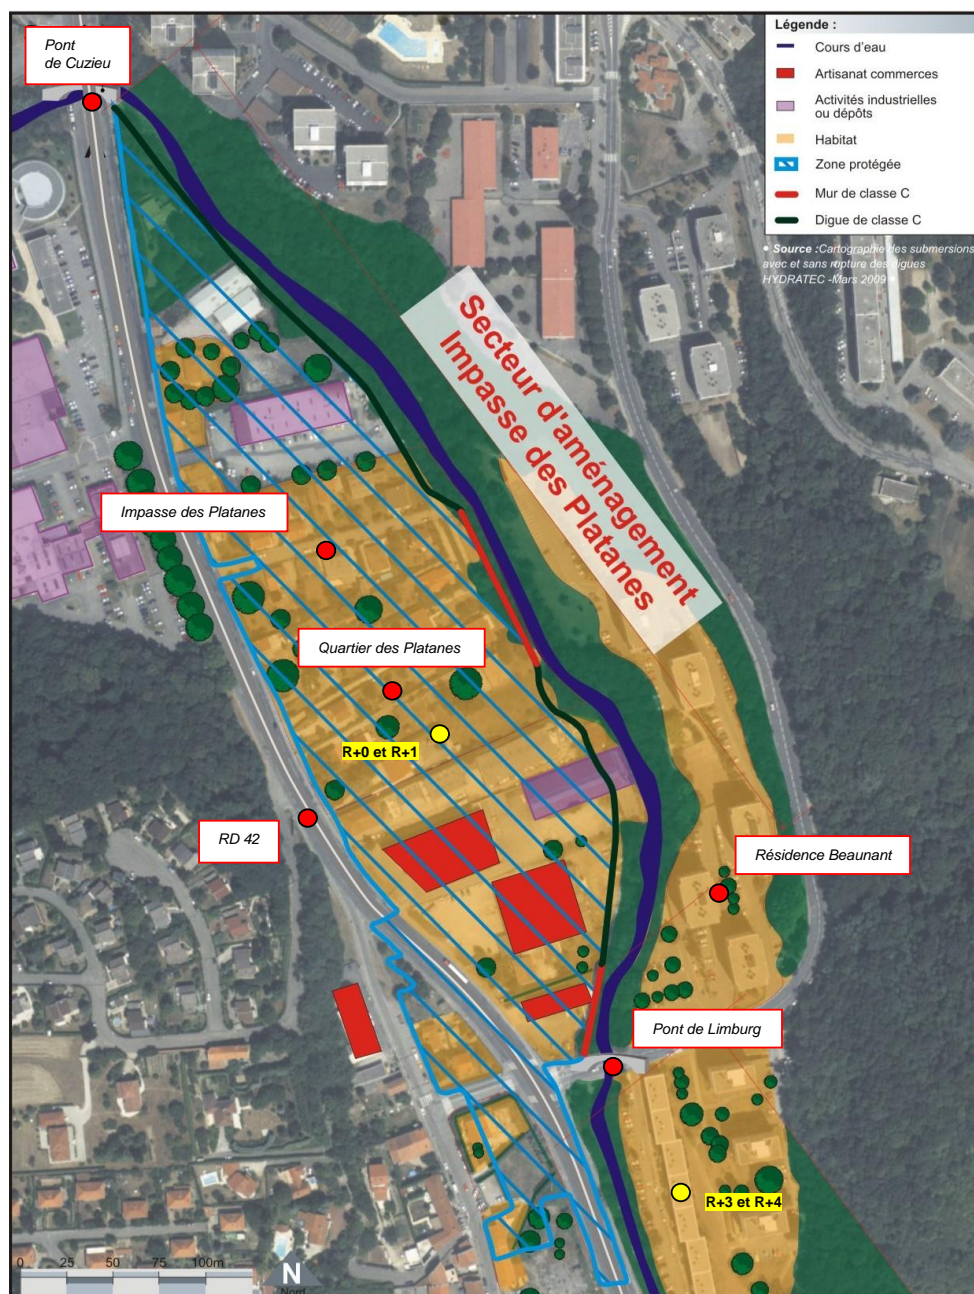 Pont
de Cuzieu
Légende :
Cours d'eau
Artisanat commerces
Activités industrielles
ou dépôts
Habitat
Zone protégée
Mur de classe C
Digue de classe C
• Source :Cartographie des submersions
avec et sans rupture des digues
HYDRATEC -Mars 2009 •
Secteur d'aménagement
Impasse des Platanes
Impasse des Platanes
Quartier des Platanes
R+0 et R+1
RD 42
Résidence Beaunant
Pont de Limburg
R+3 et R+4
0 25 50 75 100m
N
Nord